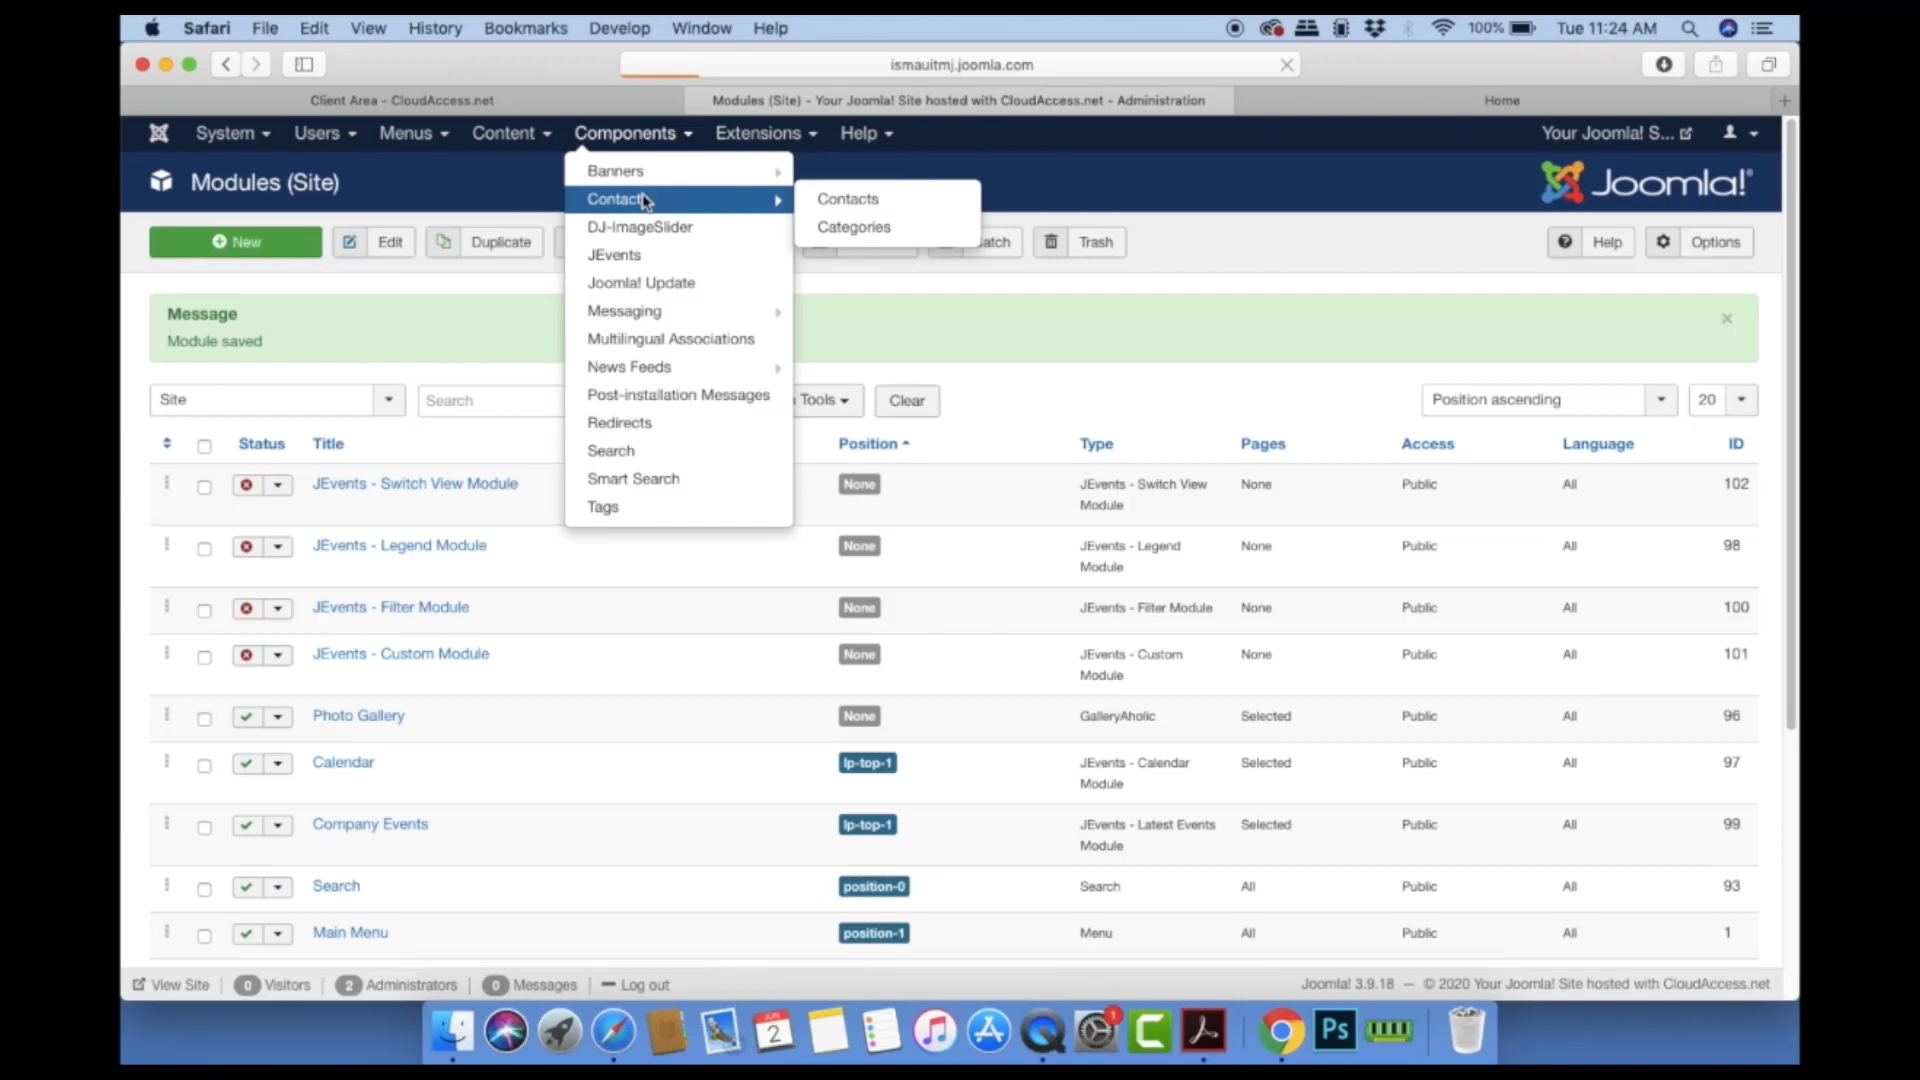 Safari File Edit View History Bookmarks Develop Window Help 100% Tue 11:24 AM
ismauitmj.joomla.com
Client Area - CloudAccess.net Modules (Site) - Your Joomla! Site hosted with CloudAccess.net - Administration Home
System Users Menus Content Components Extensions Help Your Joomla! S...
Modules (Site) Joomla!
Banners
Contacts
DJ-ImageSlider
JEvents
Joomla! Update
Messaging
Multilingual Associations
News Feeds
Post-installation Messages
Redirects
Search
Smart Search
Tags
Contacts
Categories
New Edit Duplicate atch Trash Help Options
Message
Module saved
Site Search Tools Clear Position ascending 20
Status Title Position Type Pages Access Language ID
JEvents - Switch View Module None JEvents - Switch View Module None Public All 102
JEvents - Legend Module None JEvents - Legend Module None Public All 98
JEvents - Filter Module None JEvents - Filter Module None Public All 100
JEvents - Custom Module None JEvents - Custom Module None Public All 101
Photo Gallery None GalleryAholic Selected Public All 96
Calendar lp-top-1 JEvents - Calendar Module Selected Public All 97
Company Events lp-top-1 JEvents - Latest Events Module Selected Public All 99
Search position-0 Search All Public All 93
Main Menu position-1 Menu All Public All 1
View Site 0 Visitors 2 Administrators 0 Messages Log out Joomla! 3.9.18 — © 2020 Your Joomla! Site hosted with CloudAccess.net
JUN 2 1 Ps